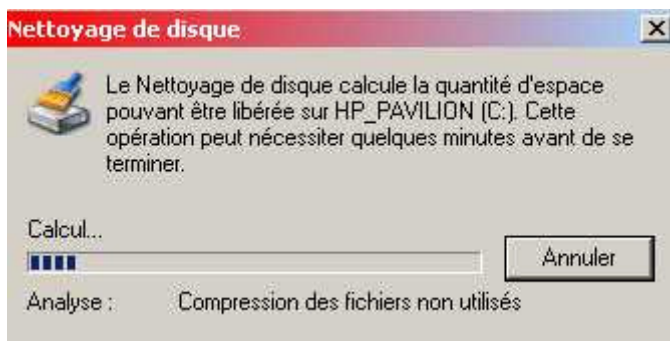 Nettoyage de disque
Le Nettoyage de disque calcule la quantité d'espace
pouvant être libérée sur HP_PAVILION (C:). Cette
opération peut nécessiter quelques minutes avant de se
terminer.
Calcul...
Annuler
Analyse : Compression des fichiers non utilisés